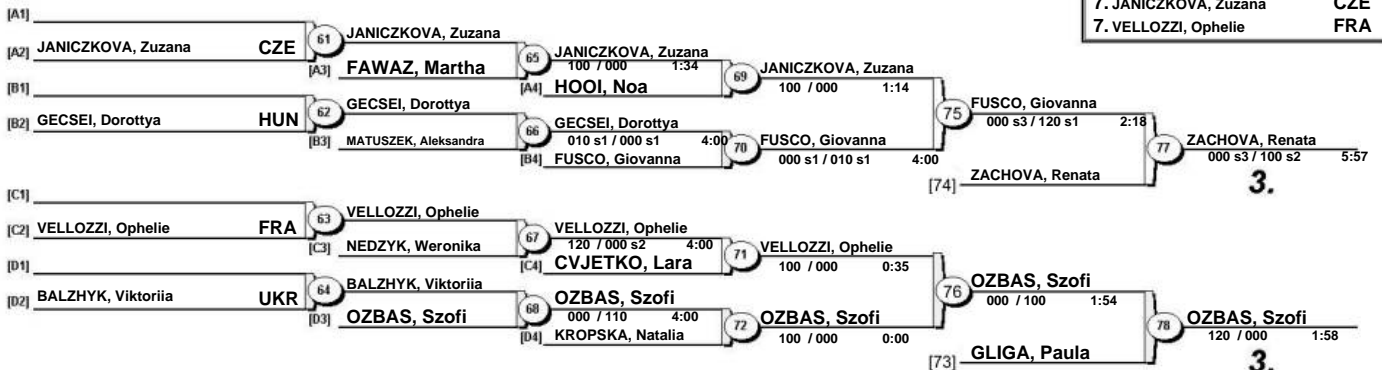 7. JANICZKOVA, Zuzana CZE
7. VELLOZZI, Ophelie FRA
[A1]
[A2] JANICZKOVA, Zuzana CZE
61 JANICZKOVA, Zuzana
[A3] FAWAZ, Martha
65 JANICZKOVA, Zuzana
100 / 000 1:34
[A4] HOOI, Noa
69 JANICZKOVA, Zuzana
100 / 000 1:14
[B1]
[B2] GECSEI, Dorottya HUN
62 GECSEI, Dorottya
[B3] MATUSZEK, Aleksandra
66 GECSEI, Dorottya
010 s1 / 000 s1 4:00
[B4] FUSCO, Giovanna
70 FUSCO, Giovanna
000 s1 / 010 s1 4:00
75 FUSCO, Giovanna
000 s3 / 120 s1 2:18
[74] ZACHOVA, Renata
77 ZACHOVA, Renata
000 s3 / 100 s2 5:57
3.
[C1]
[C2] VELLOZZI, Ophelie FRA
63 VELLOZZI, Ophelie
[C3] NEDZYK, Weronika
67 VELLOZZI, Ophelie
120 / 000 s2 4:00
[C4] CVJETKO, Lara
71 VELLOZZI, Ophelie
100 / 000 0:35
[D1]
[D2] BALZHYK, Viktoriia UKR
64 BALZHYK, Viktoriia
[D3] OZBAS, Szofi
68 OZBAS, Szofi
000 / 110 4:00
[D4] KROPSKA, Natalia
72 OZBAS, Szofi
100 / 000 0:00
76 OZBAS, Szofi
000 / 100 1:54
[73] GLIGA, Paula
78 OZBAS, Szofi
120 / 000 1:58
3.